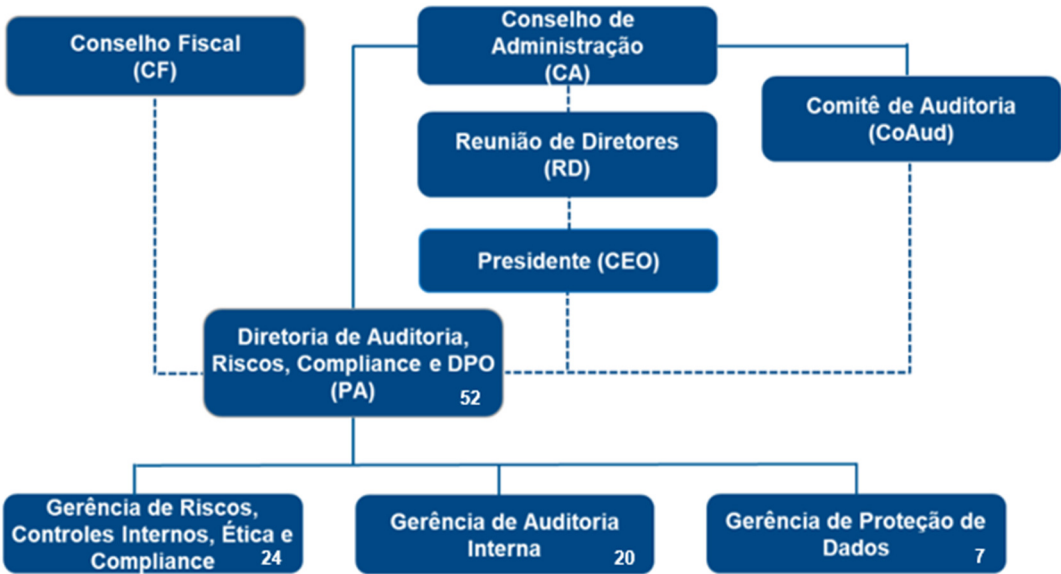 Conselho Fiscal
(CF)
Conselho de
Administração
(CA)
Comitê de Auditoria
(CoAud)
Reunião de Diretores
(RD)
Presidente (CEO)
Diretoria de Auditoria,
Riscos, Compliance e DPO
(PA)
52
Gerência de Riscos,
Controles Internos, Ética e
Compliance
24
Gerência de Auditoria
Interna
20
Gerência de Proteção de
Dados
7